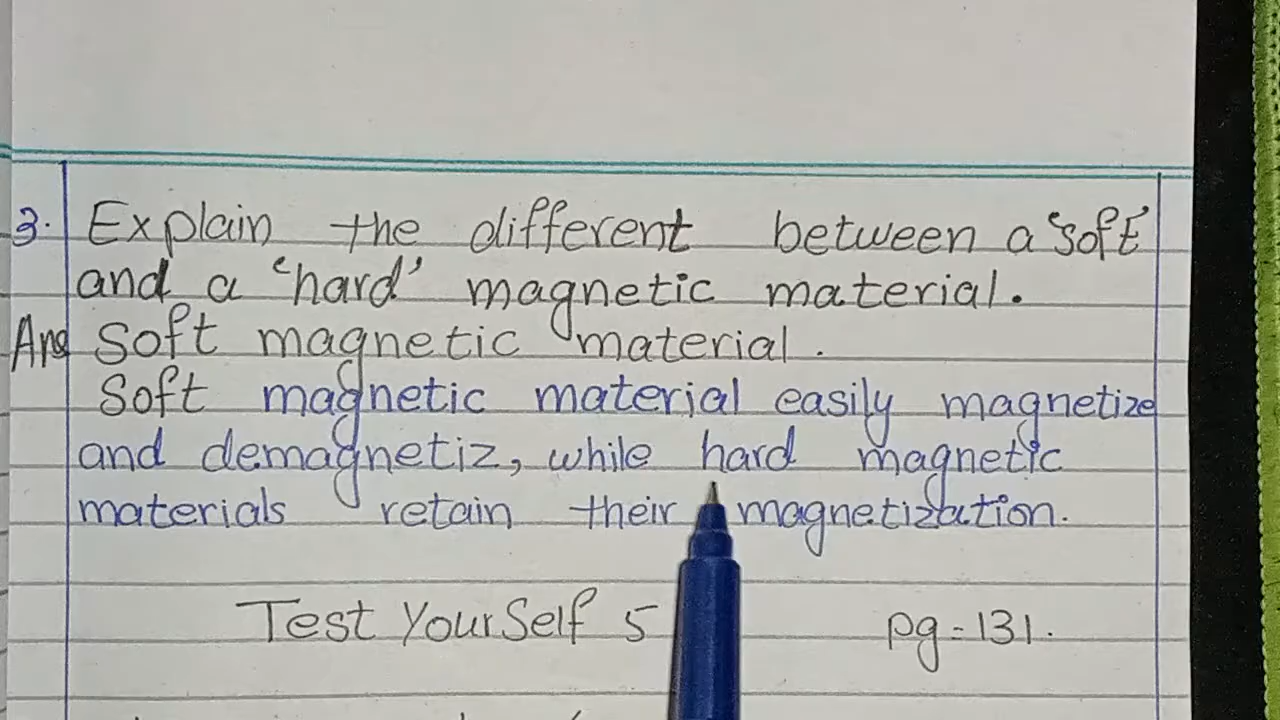 3. Explain the different between a 'soft'
and a 'hard' magnetic material.
Ans Soft magnetic material.
Soft magnetic material easily magnetize
and demagnetiz, while hard magnetic
materials retain their magnetization.
Test YourSelf 5 pg = 131.